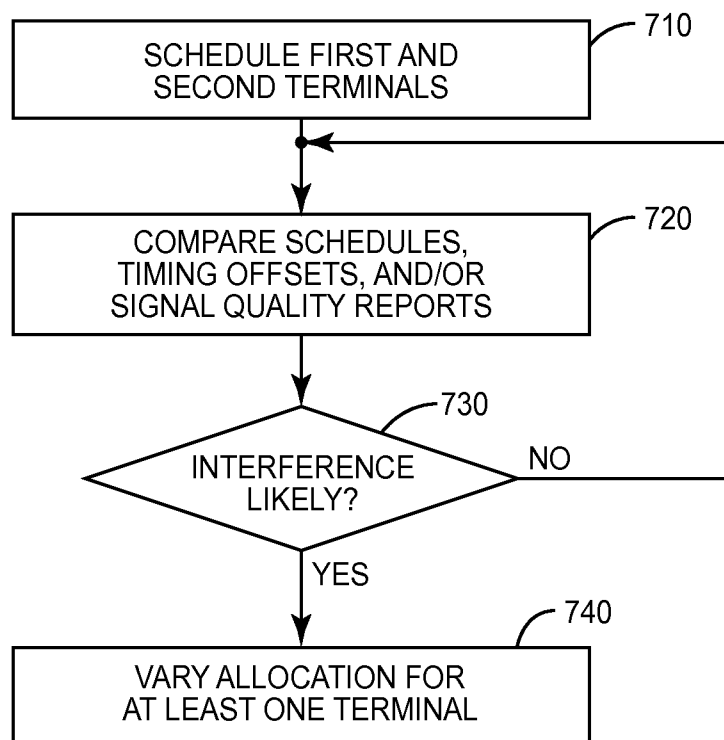 710
SCHEDULE FIRST AND
SECOND TERMINALS
720
COMPARE SCHEDULES,
TIMING OFFSETS, AND/OR
SIGNAL QUALITY REPORTS
730
INTERFERENCE
LIKELY?
NO
YES
740
VARY ALLOCATION FOR
AT LEAST ONE TERMINAL